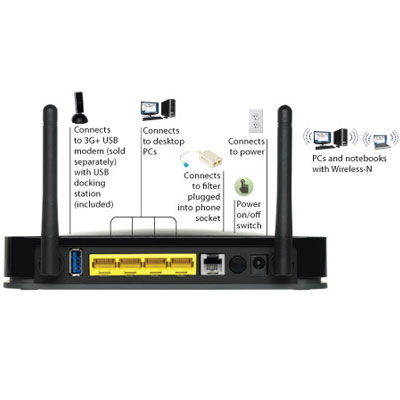 Connects
to 3G+ USB
modem (sold
separately)
with USB
docking
station
(included)
Connects
to desktop
PCs
Connects
to filter
plugged
into phone
socket
Connects
to power
Power
on/off
switch
PCs and notebooks
with Wireless-N